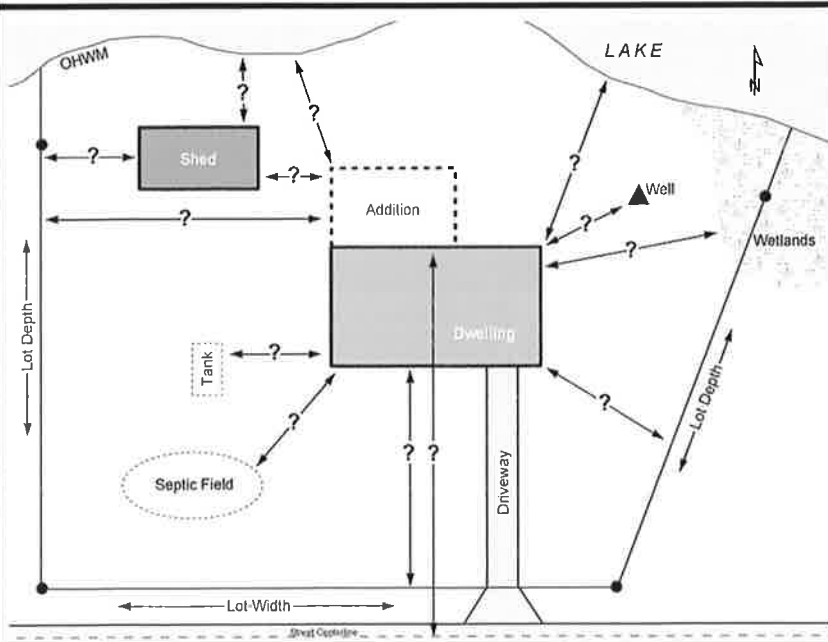 LAKE
N
OHWM
?
?
Shed
?
?
?
Well
?
Addition
?
?
Wetlands
Dwelling
Lot Depth
Tank
?
?
?
Lot Depth
?
?
Septic Field
Driveway
Lot Width
Street Centerline